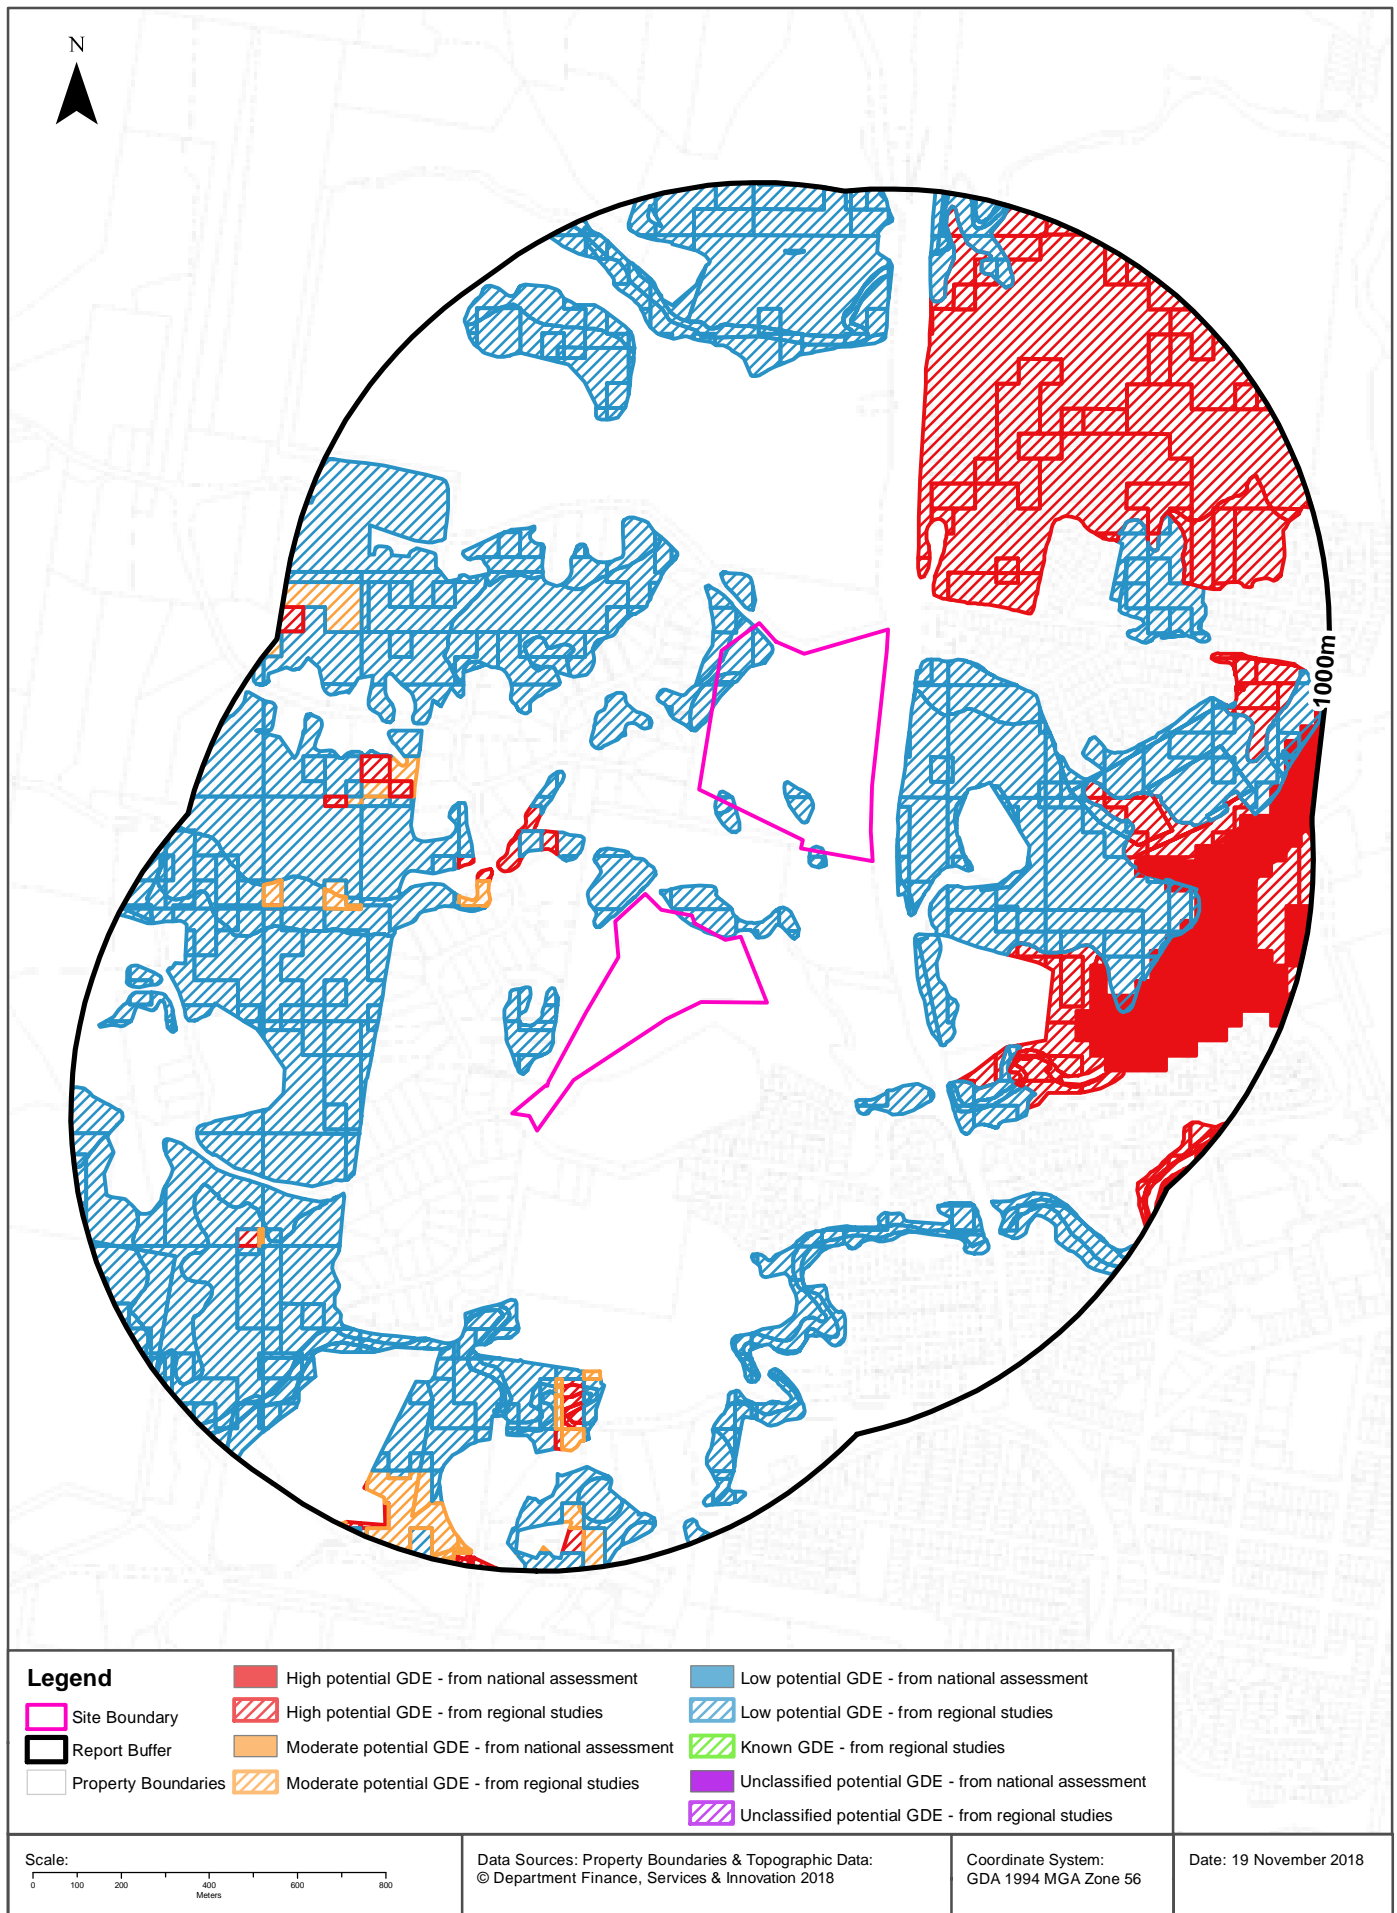 N
1000m
Legend
Site Boundary
Report Buffer
Property Boundaries
High potential GDE - from national assessment
High potential GDE - from regional studies
Moderate potential GDE - from national assessment
Moderate potential GDE - from regional studies
Low potential GDE - from national assessment
Low potential GDE - from regional studies
Known GDE - from regional studies
Unclassified potential GDE - from national assessment
Unclassified potential GDE - from regional studies
Scale:
0 100 200 400 600 800
Meters
Data Sources: Property Boundaries & Topographic Data:
© Department Finance, Services & Innovation 2018
Coordinate System:
GDA 1994 MGA Zone 56
Date: 19 November 2018